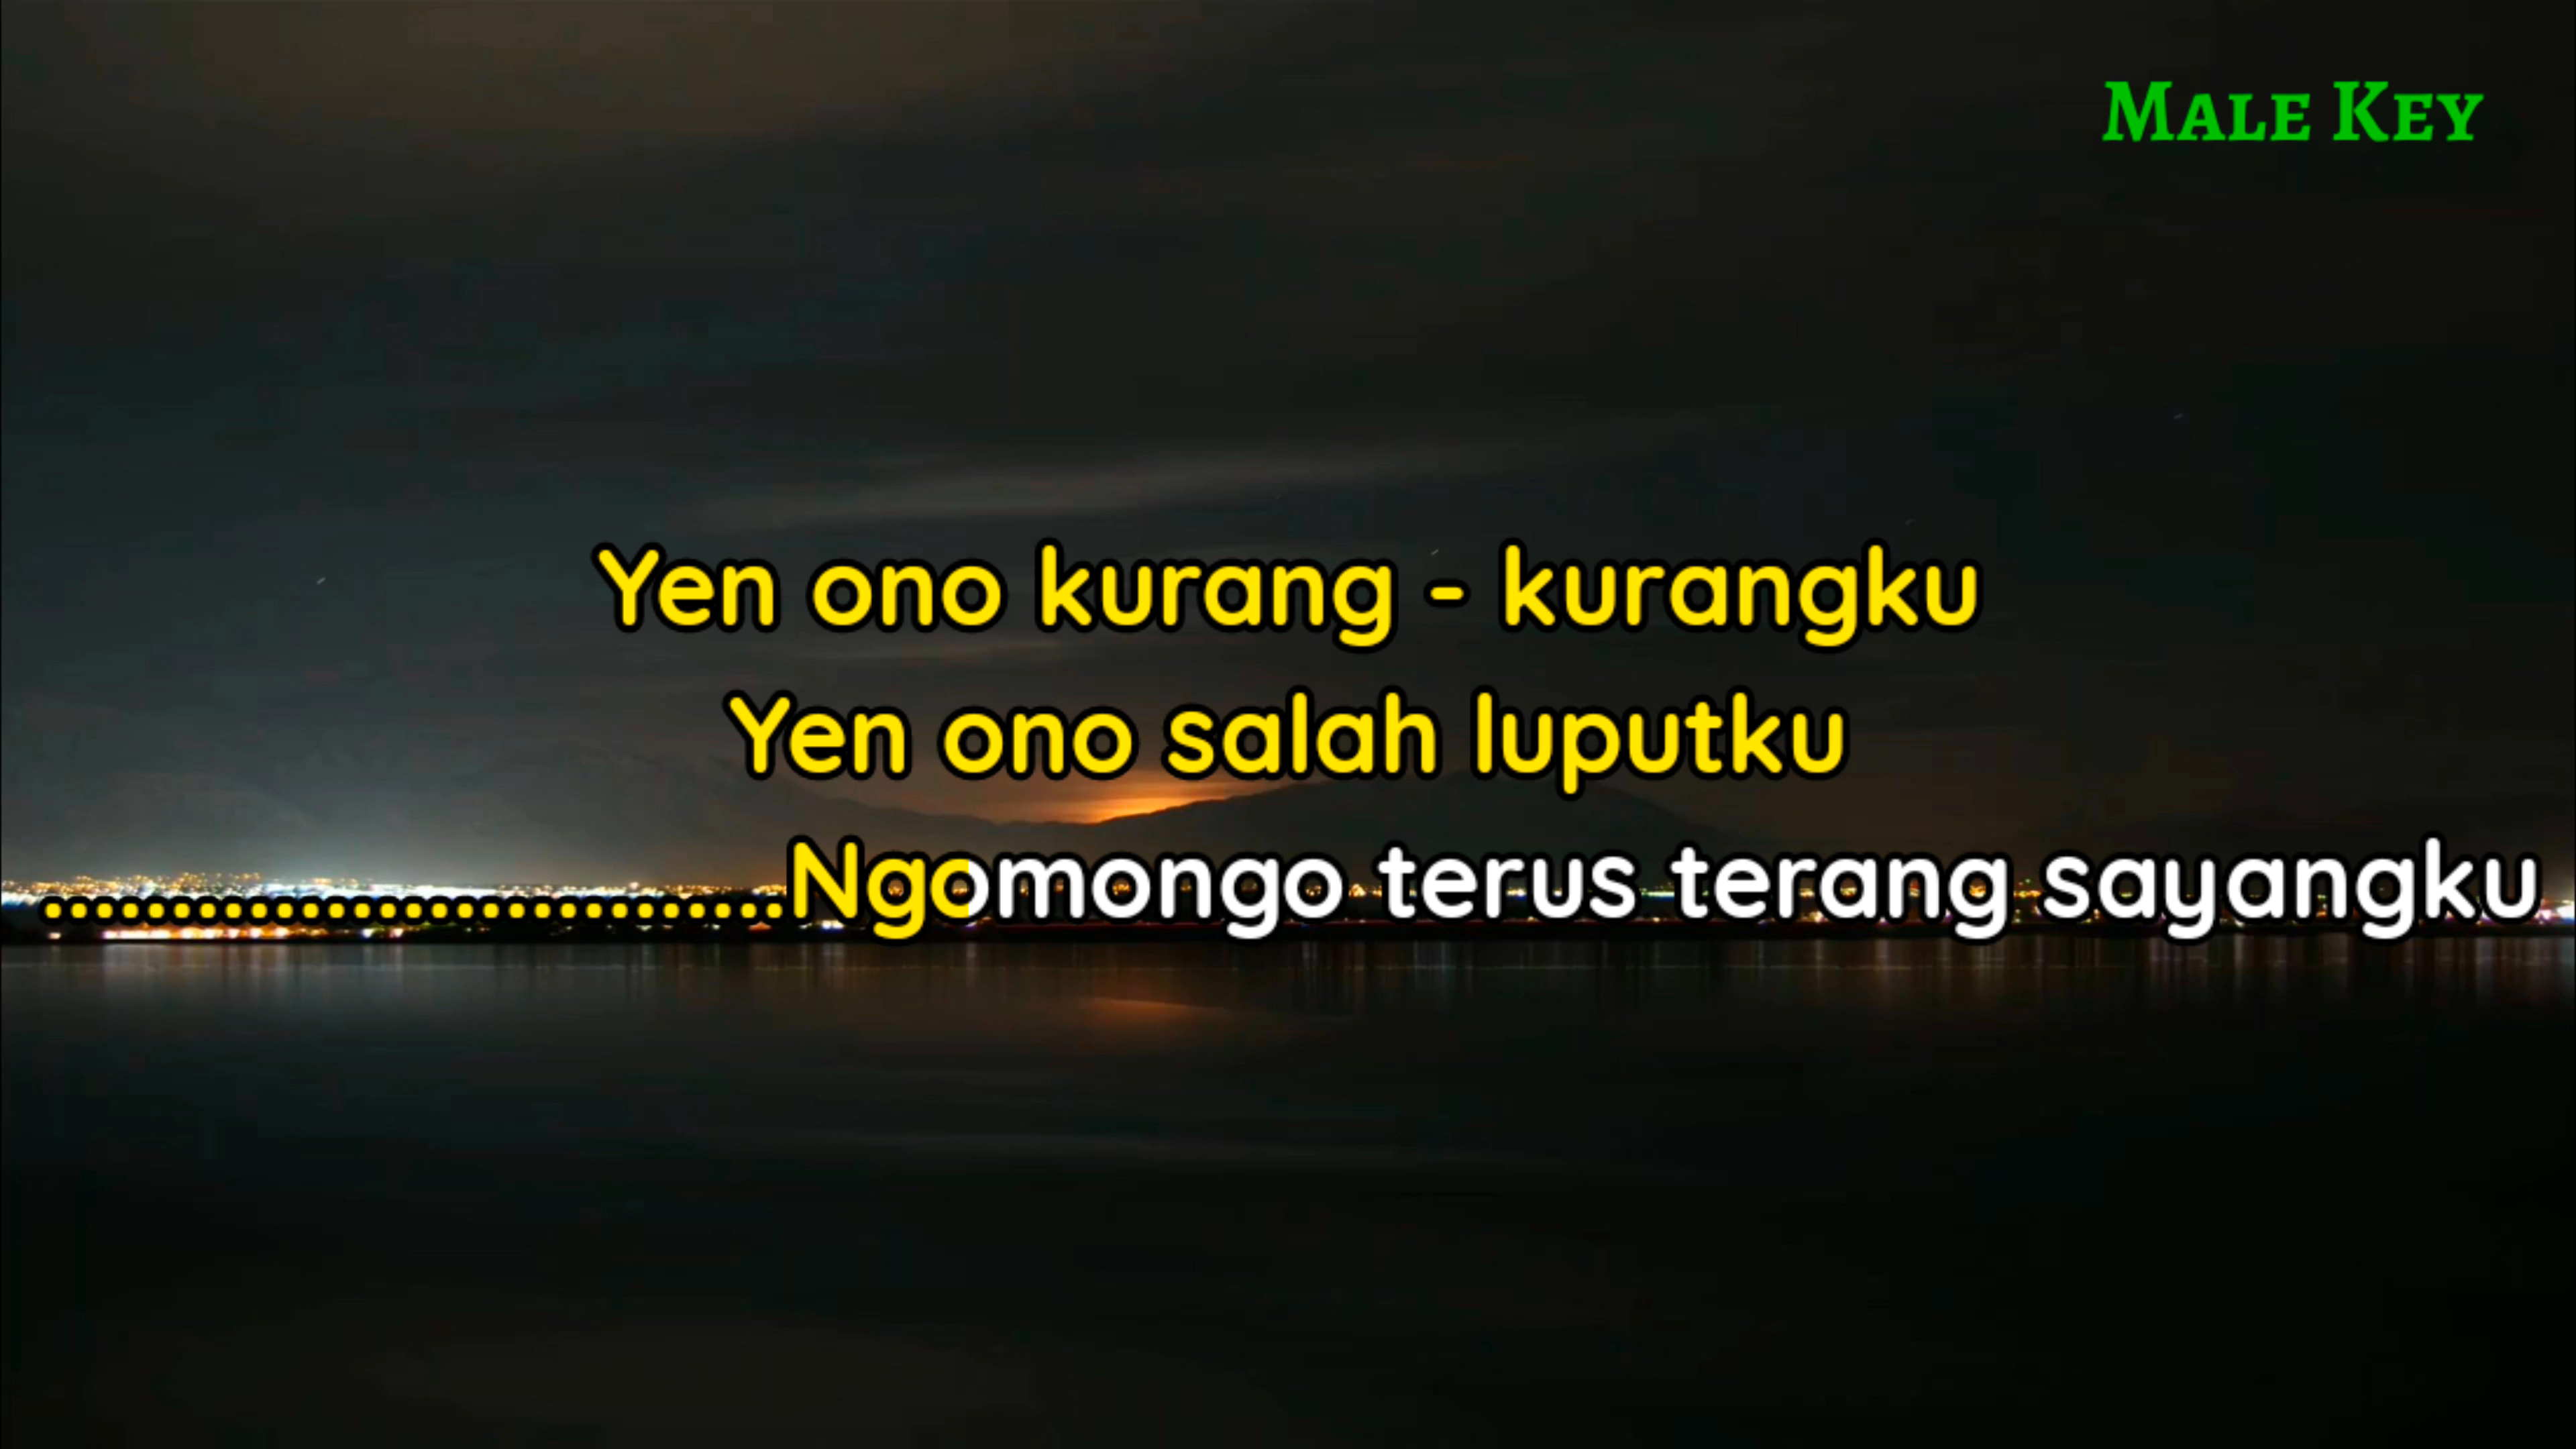 MALE KEY
Yen ono kurang - kurangku
Yen ono salah luputku
.............................Ngomongo terus terang sayangku